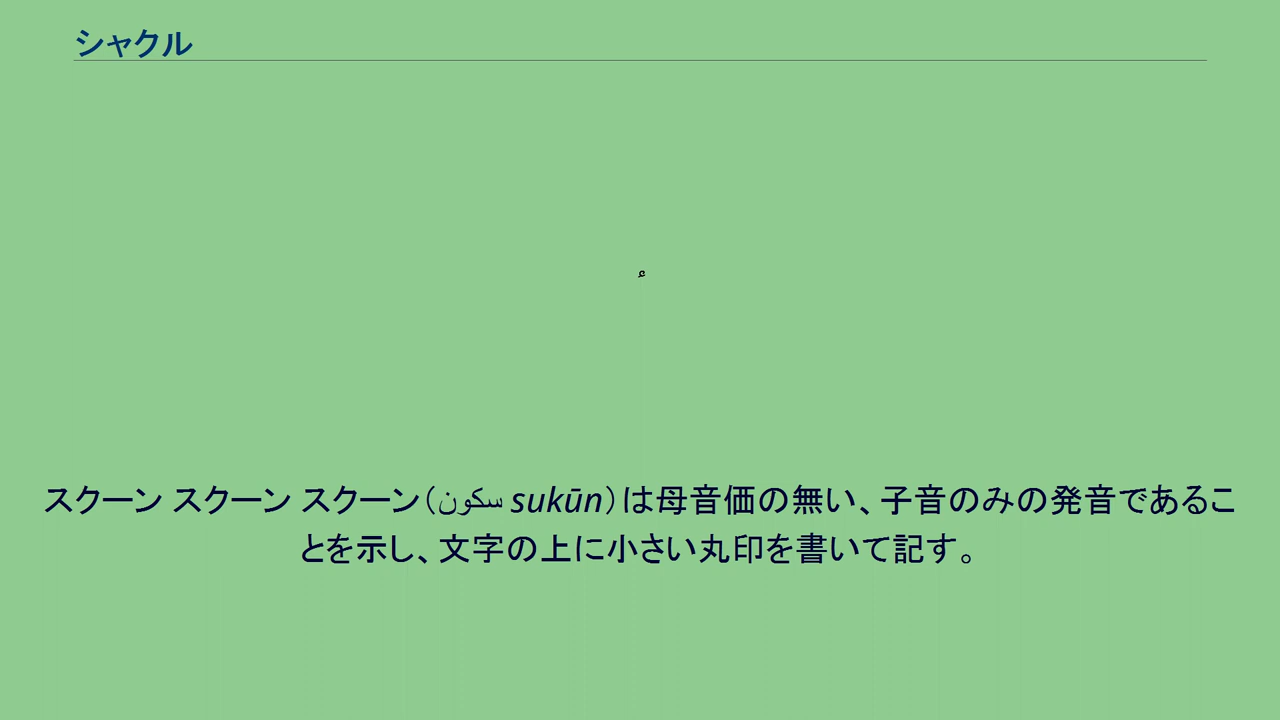 シャクル
スクーン スクーン スクーン(سكون sukūn)は母音価の無い、子音のみの発音であるこ
とを示し、文字の上に小さい丸印を書いて記す。